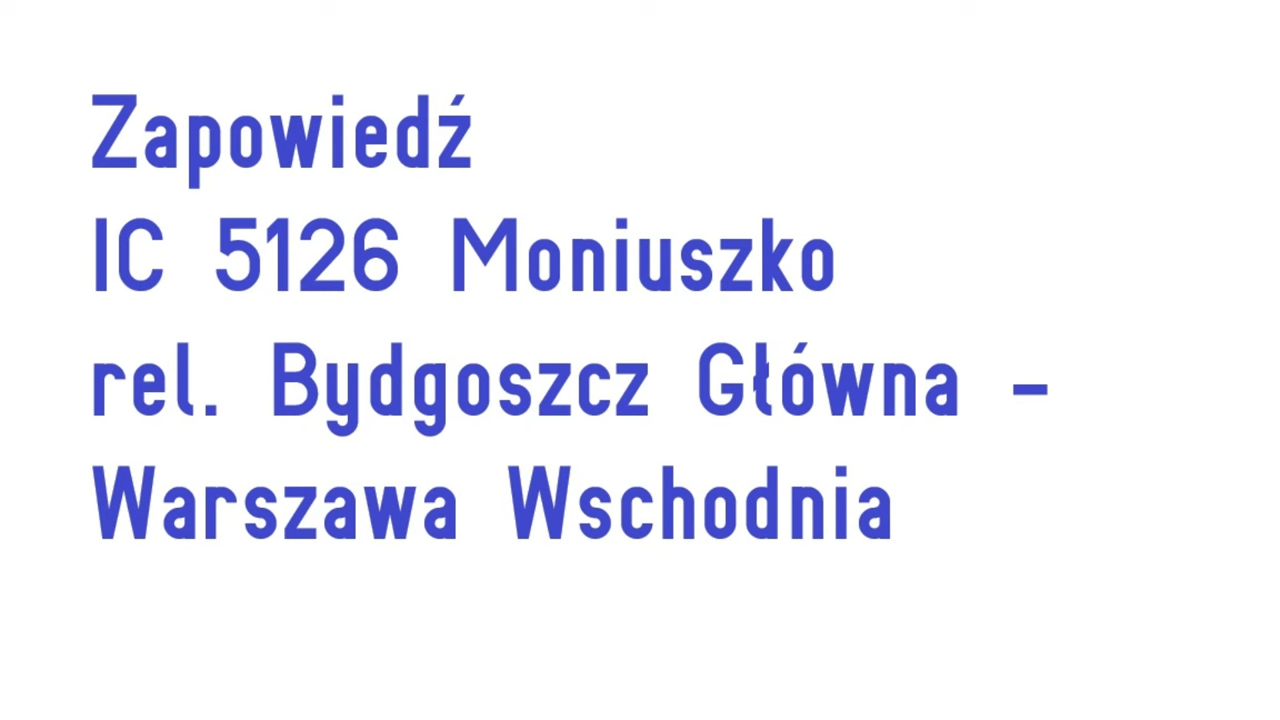 Zapowiedź
IC 5126 Moniuszko
rel. Bydgoszcz Główna –
Warszawa Wschodnia